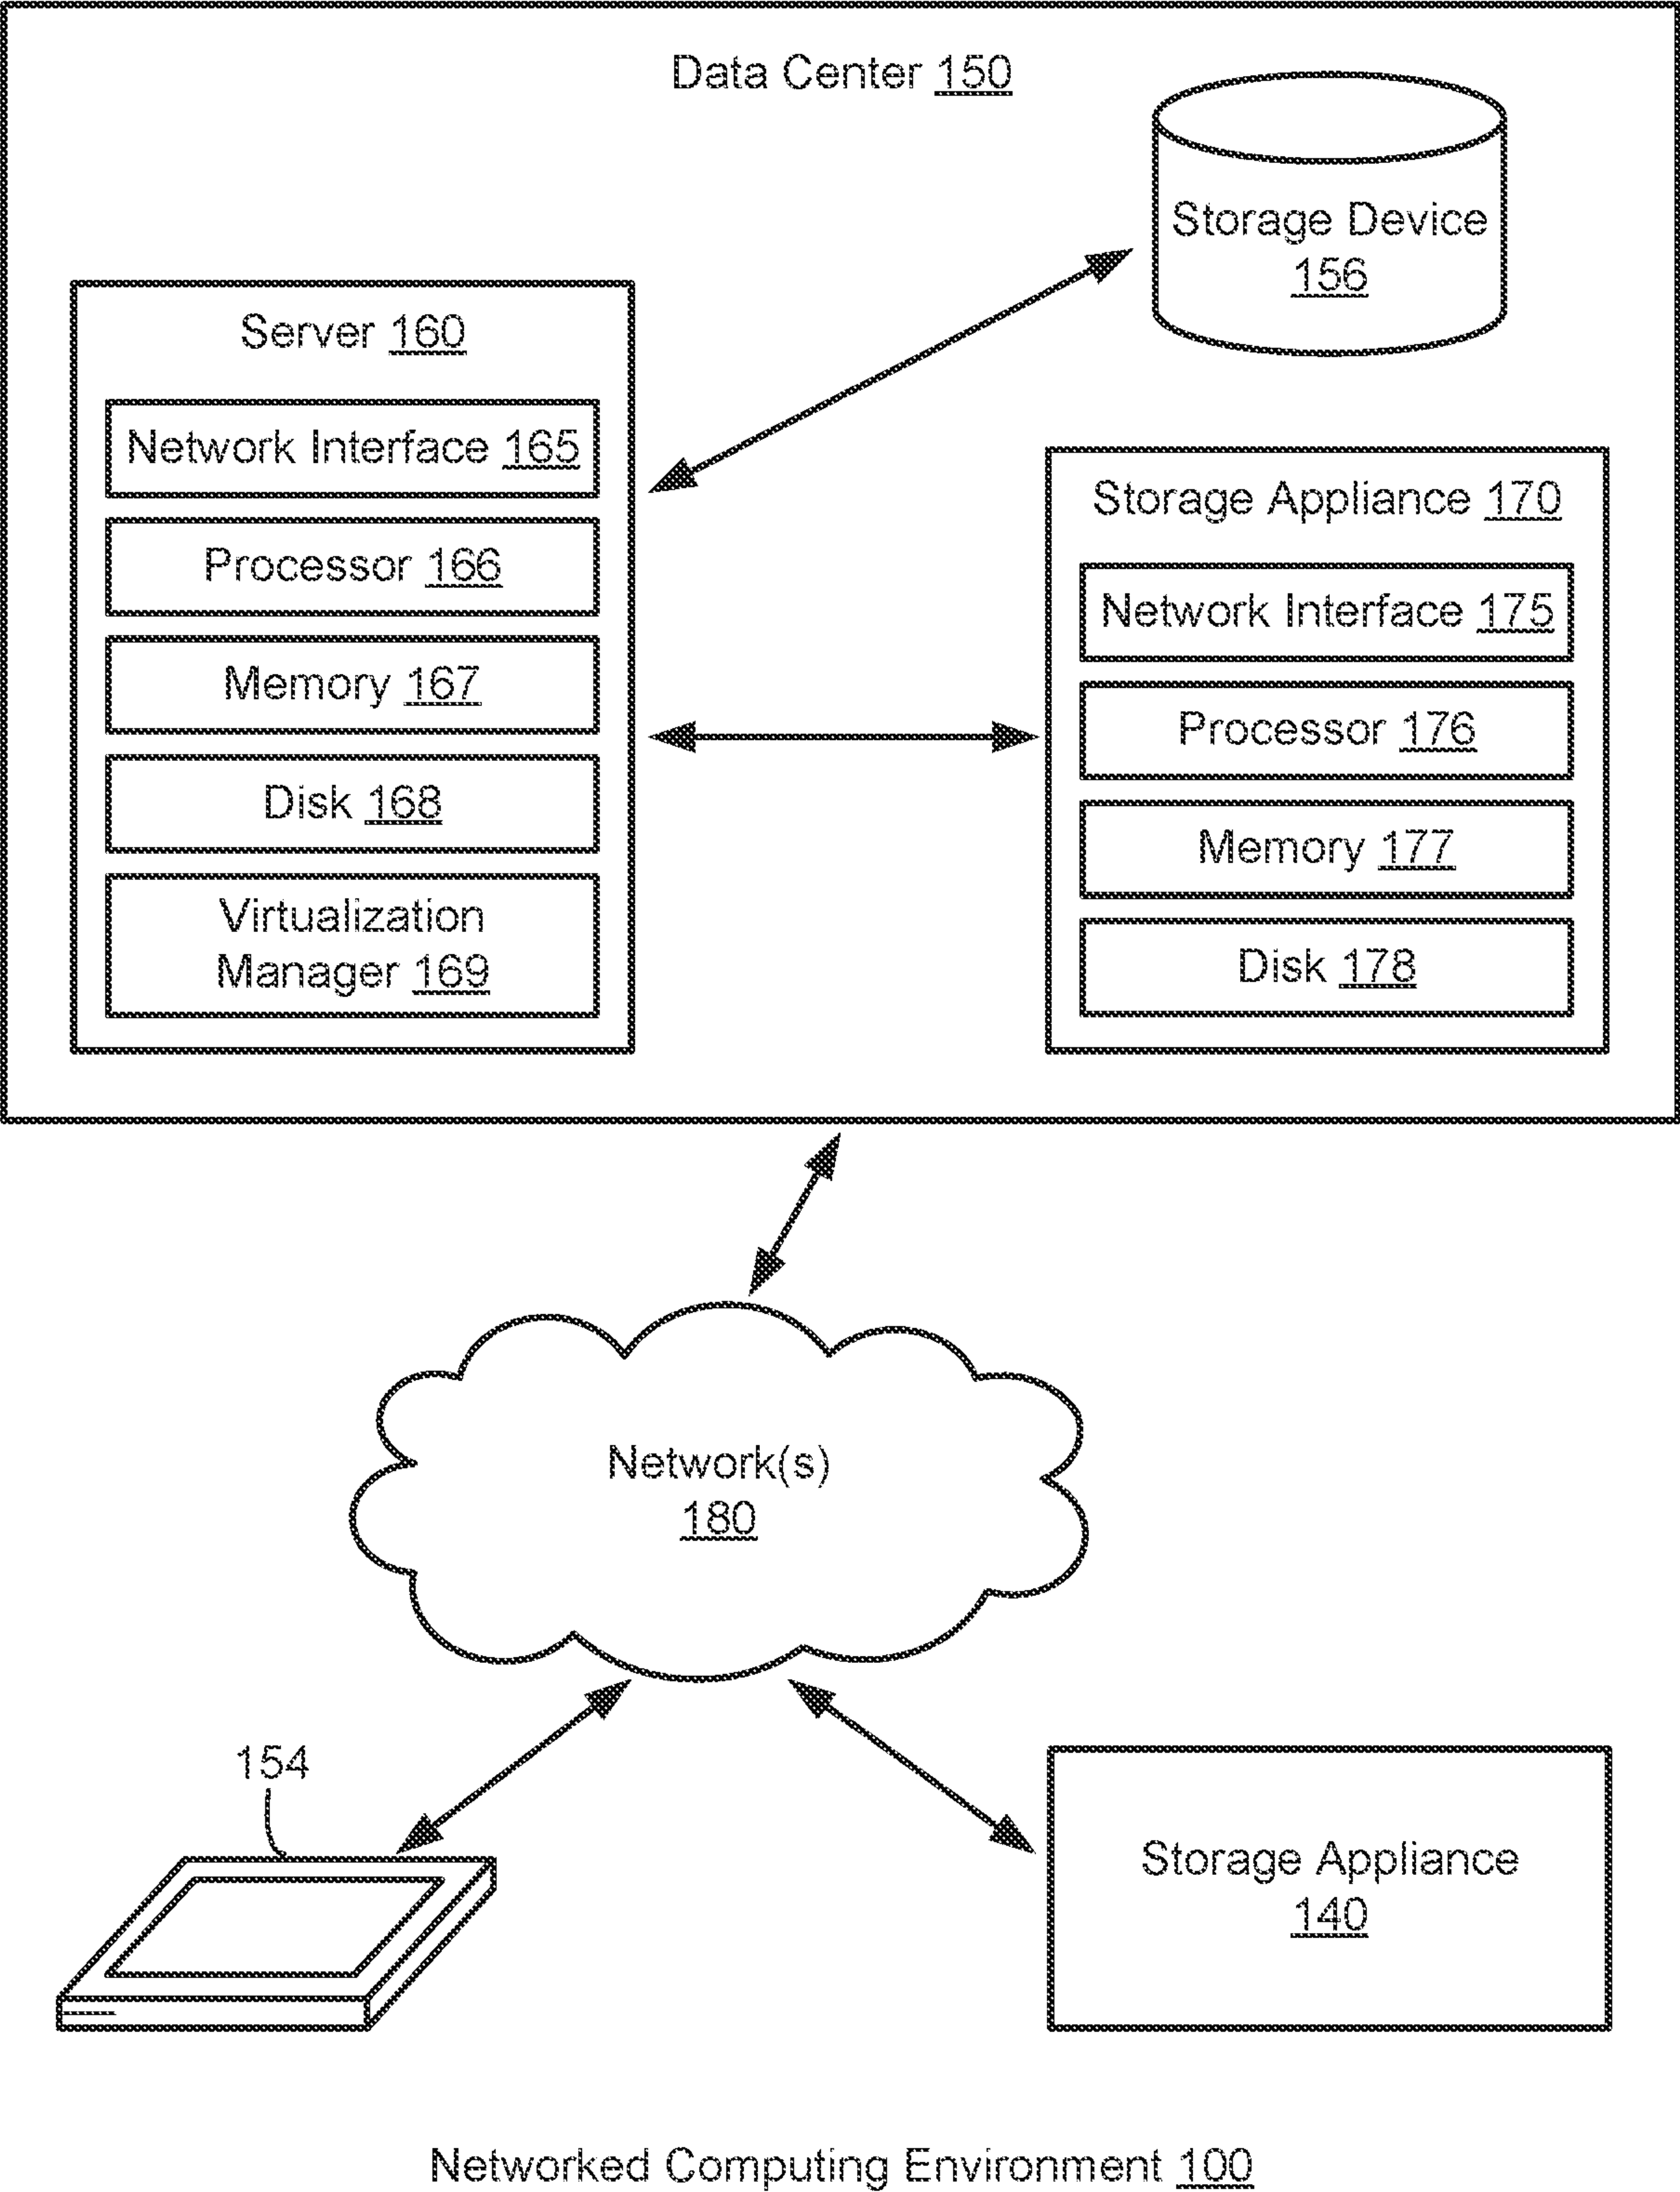 Data Center 150
Storage Device
156
Server 160
Network Interface 165
Processor 166
Memory 167
Disk 168
Virtualization
Manager 169
Storage Appliance 170
Network Interface 175
Processor 176
Memory 177
Disk 178
Network(s)
180
154
Storage Appliance
140
Networked Computing Environment 100